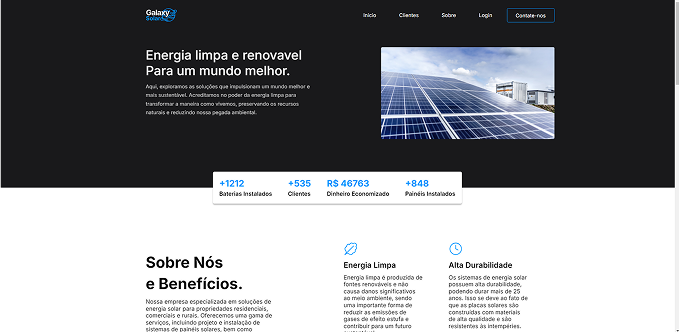 Galaxy
Solar
Início
Clientes
Sobre
Login
Contate-nos
Energia limpa e renovavel
Para um mundo melhor.
Aqui, exploramos as soluções que impulsionam um mundo melhor e
mais sustentável. Acreditamos no poder da energia limpa para
transformar a maneira como vivemos, preservando os recursos
naturais e reduzindo nossa pegada ambiental.
+1212
Baterias Instalados
+535
Clientes
R$ 46763
Dinheiro Economizado
+848
Painéis Instalados
Sobre Nós
e Benefícios.
Nossa empresa especializada em soluções de
energia solar para propriedades residenciais,
comerciais e rurais. Oferecemos uma gama de
serviços, incluindo projeto e instalação de
sistemas de painéis solares, bem como
Energia Limpa
Energia limpa é produzida de
fontes renováveis e não
causa danos significativos
ao meio ambiente, sendo
uma importante forma de
reduzir as emissões de
gases de efeito estufa e
contribuir para um futuro
Alta Durabilidade
Os sistemas de energia solar
possuem alta durabilidade,
podendo durar mais de 25
anos. Isso se deve ao fato de
que as placas solares são
construídas com materiais
de alta qualidade e são
resistentes às intempéries.